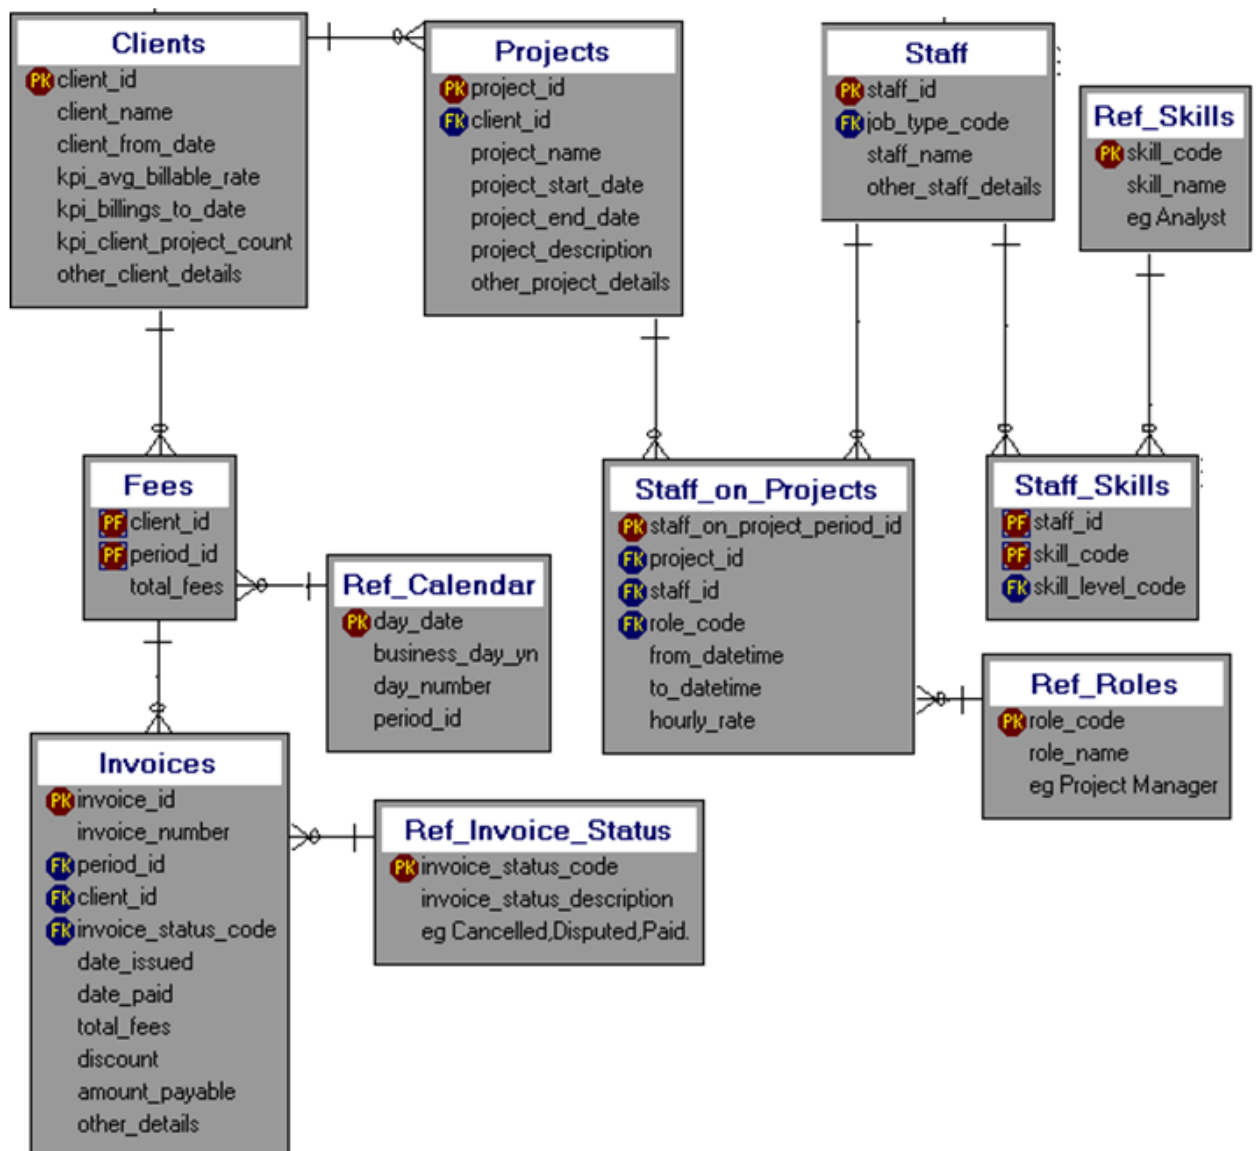 Clients
PK client_id
client_name
client_from_date
kpi_avg_billable_rate
kpi_billings_to_date
kpi_client_project_count
other_client_details
Projects
PK project_id
FK client_id
project_name
project_start_date
project_end_date
project_description
other_project_details
Staff
PK staff_id
FK job_type_code
staff_name
other_staff_details
Ref_Skills
PK skill_code
skill_name
eg Analyst
Fees
PF client_id
PF period_id
total_fees
Ref_Calendar
PK day_date
business_day_yn
day_number
period_id
Staff_on_Projects
PK staff_on_project_period_id
FK project_id
FK staff_id
FK role_code
from_datetime
to_datetime
hourly_rate
Staff_Skills
PF staff_id
PF skill_code
FK skill_level_code
Ref_Roles
PK role_code
role_name
eg Project Manager
Invoices
PK invoice_id
invoice_number
FK period_id
FK client_id
FK invoice_status_code
date_issued
date_paid
total_fees
discount
amount_payable
other_details
Ref_Invoice_Status
PK invoice_status_code
invoice_status_description
eg Cancelled,Disputed,Paid.